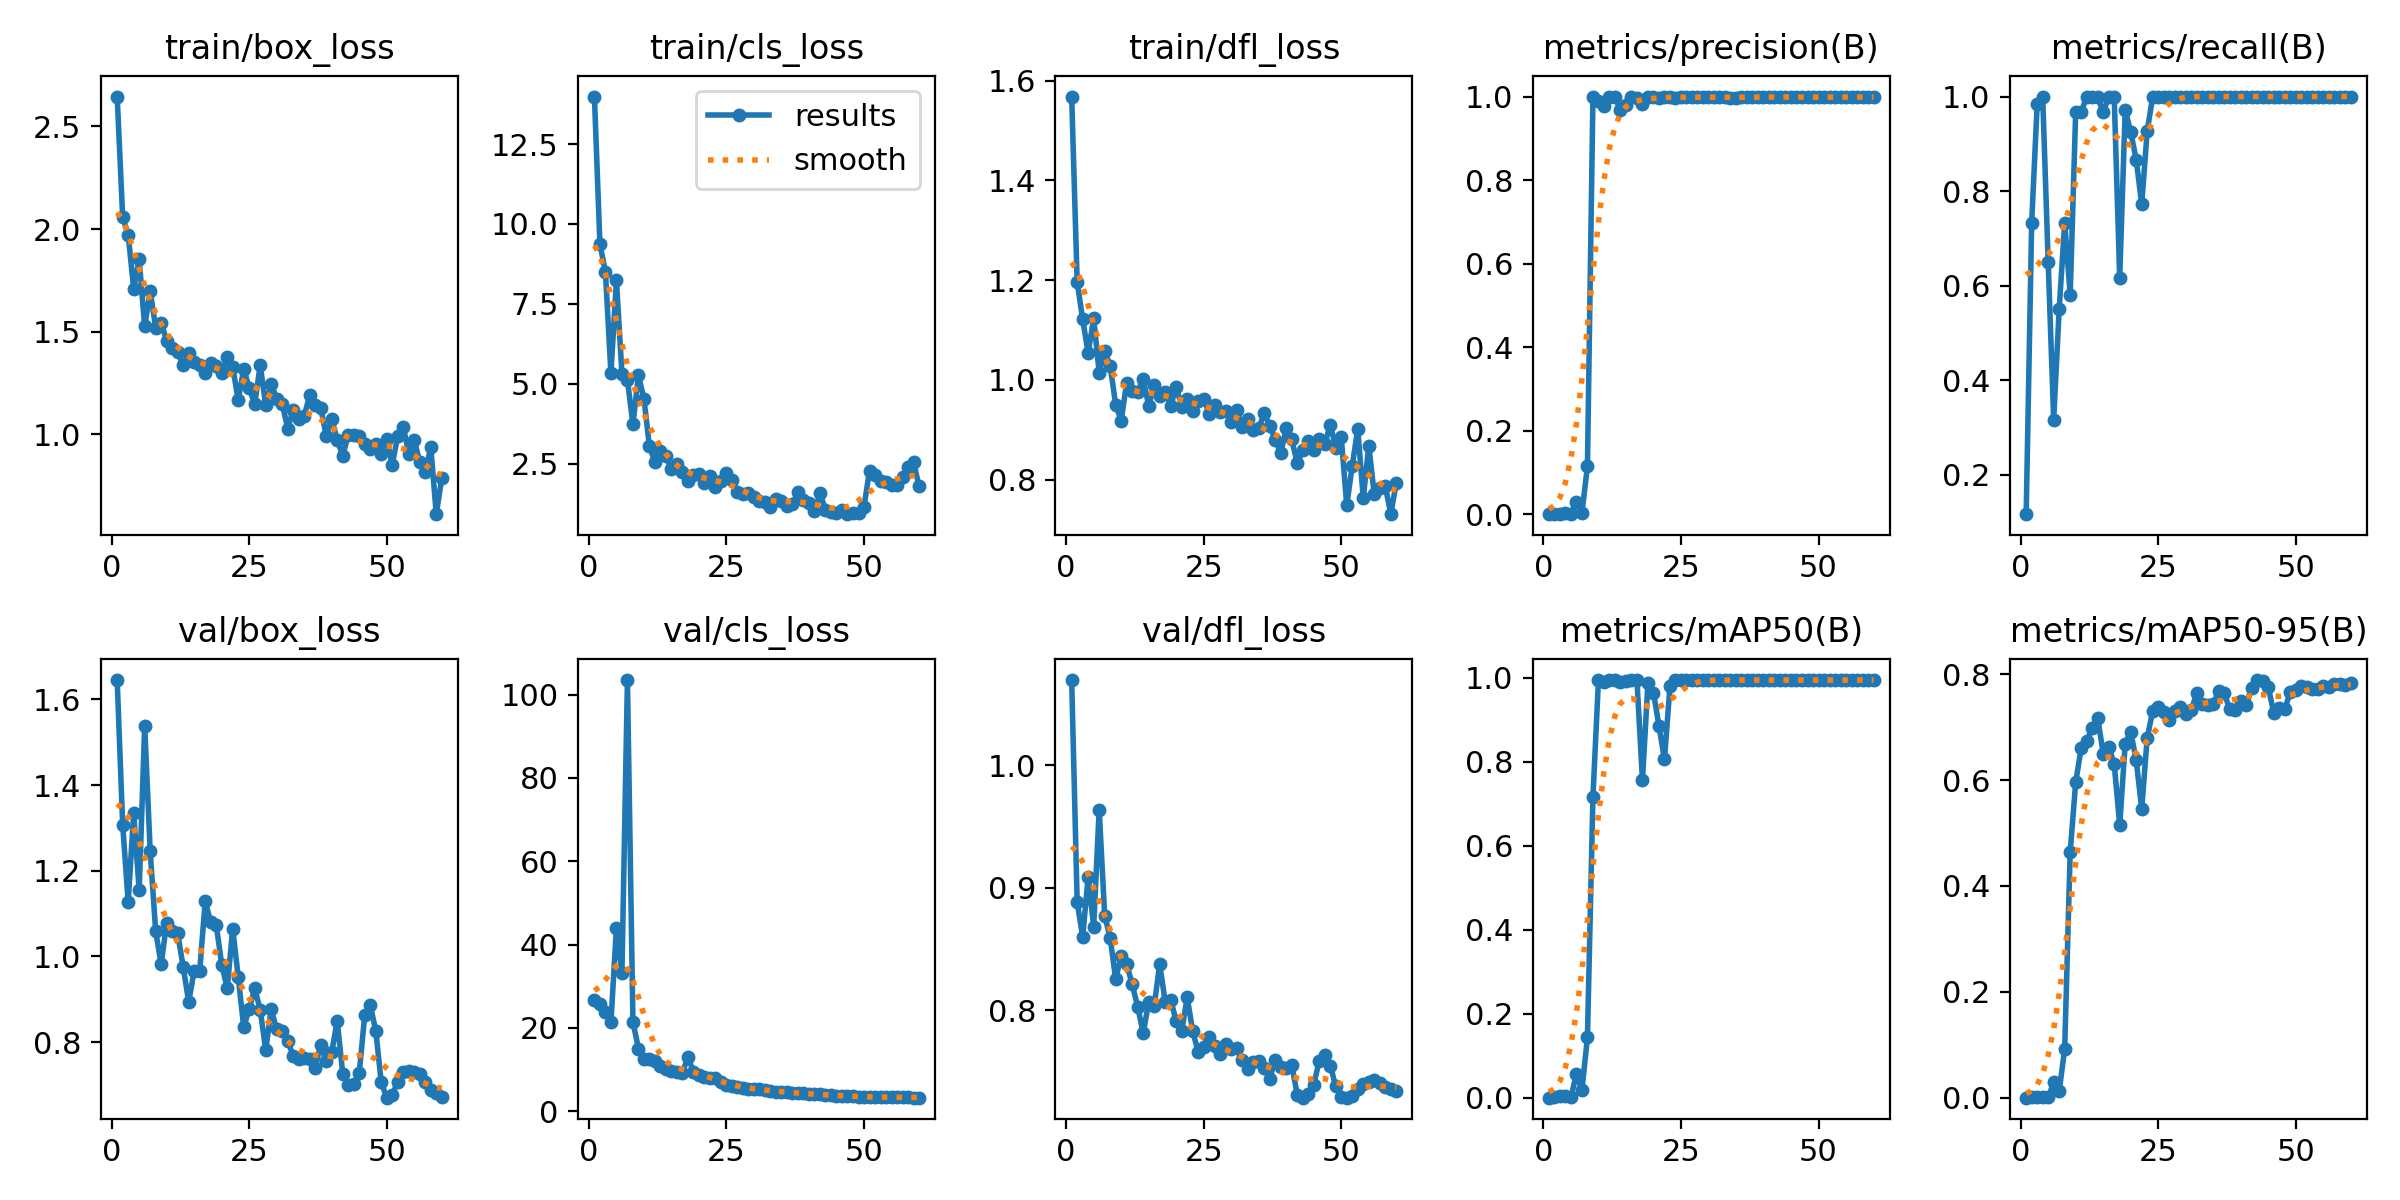 train/box_loss
2.5
2.0
1.5
1.0
0 25 50
train/cls_loss
results
smooth
12.5
10.0
7.5
5.0
2.5
0 25 50
train/dfl_loss
1.6
1.4
1.2
1.0
0.8
0 25 50
metrics/precision(B)
1.0
0.8
0.6
0.4
0.2
0.0
0 25 50
metrics/recall(B)
1.0
0.8
0.6
0.4
0.2
0 25 50
val/box_loss
1.6
1.4
1.2
1.0
0.8
0 25 50
val/cls_loss
100
80
60
40
20
0
0 25 50
val/dfl_loss
1.0
0.9
0.8
0 25 50
metrics/mAP50(B)
1.0
0.8
0.6
0.4
0.2
0.0
0 25 50
metrics/mAP50-95(B)
0.8
0.6
0.4
0.2
0.0
0 25 50